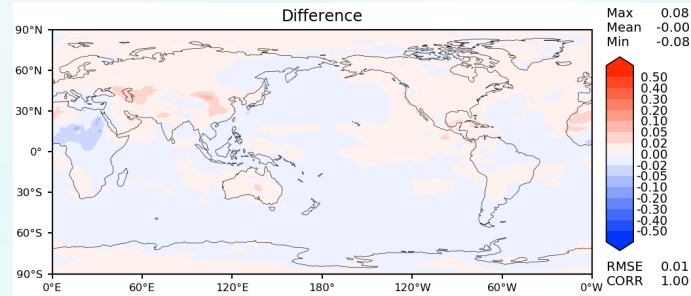 Difference
Max 0.08
Mean -0.00
Min -0.08
90°N
60°N
30°N
0°
30°S
60°S
90°S
0°E
60°E
120°E
180°E
120°W
60°W
0°W
0.50
0.40
0.30
0.20
0.10
0.05
0.02
0.00
-0.02
-0.05
-0.10
-0.20
-0.30
-0.40
-0.50
RMSE 0.01
CORR 1.00